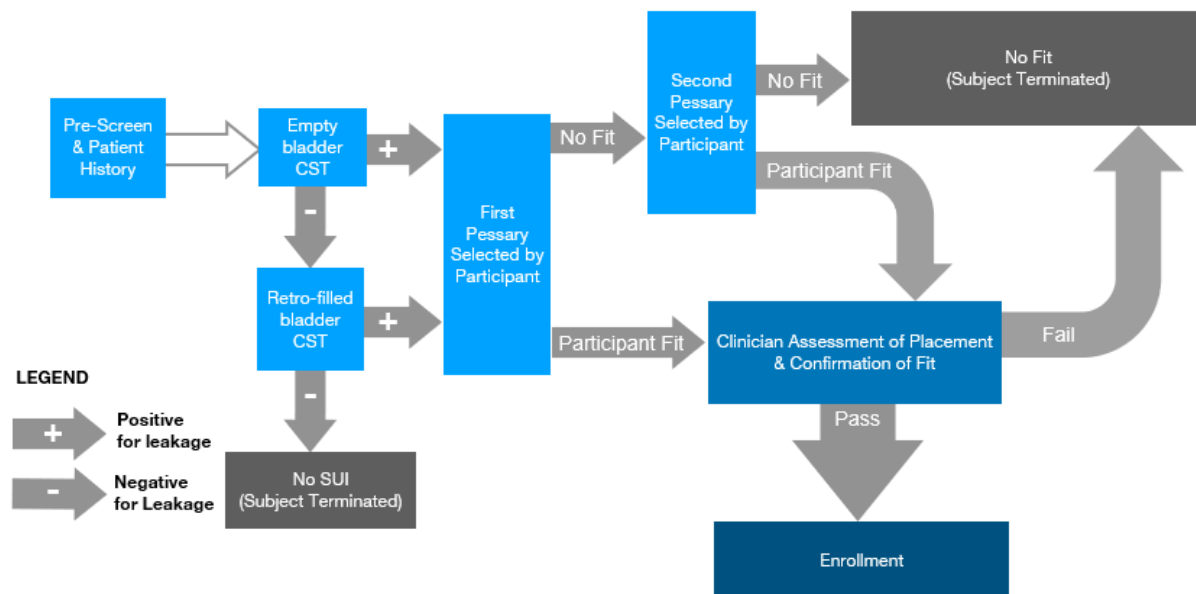 Pre-Screen
& Patient
History
Empty
bladder
CST
+
-
Retro-filled
bladder
CST
+
-
No SUI
(Subject Terminated)
First
Pessary
Selected by
Participant
No Fit
Participant Fit
Second
Pessary
Selected by
Participant
No Fit
Participant Fit
No Fit
(Subject Terminated)
Clinician Assessment of Placement
& Confirmation of Fit
Fail
Pass
Enrollment
LEGEND
+
Positive
for leakage
-
Negative
for Leakage